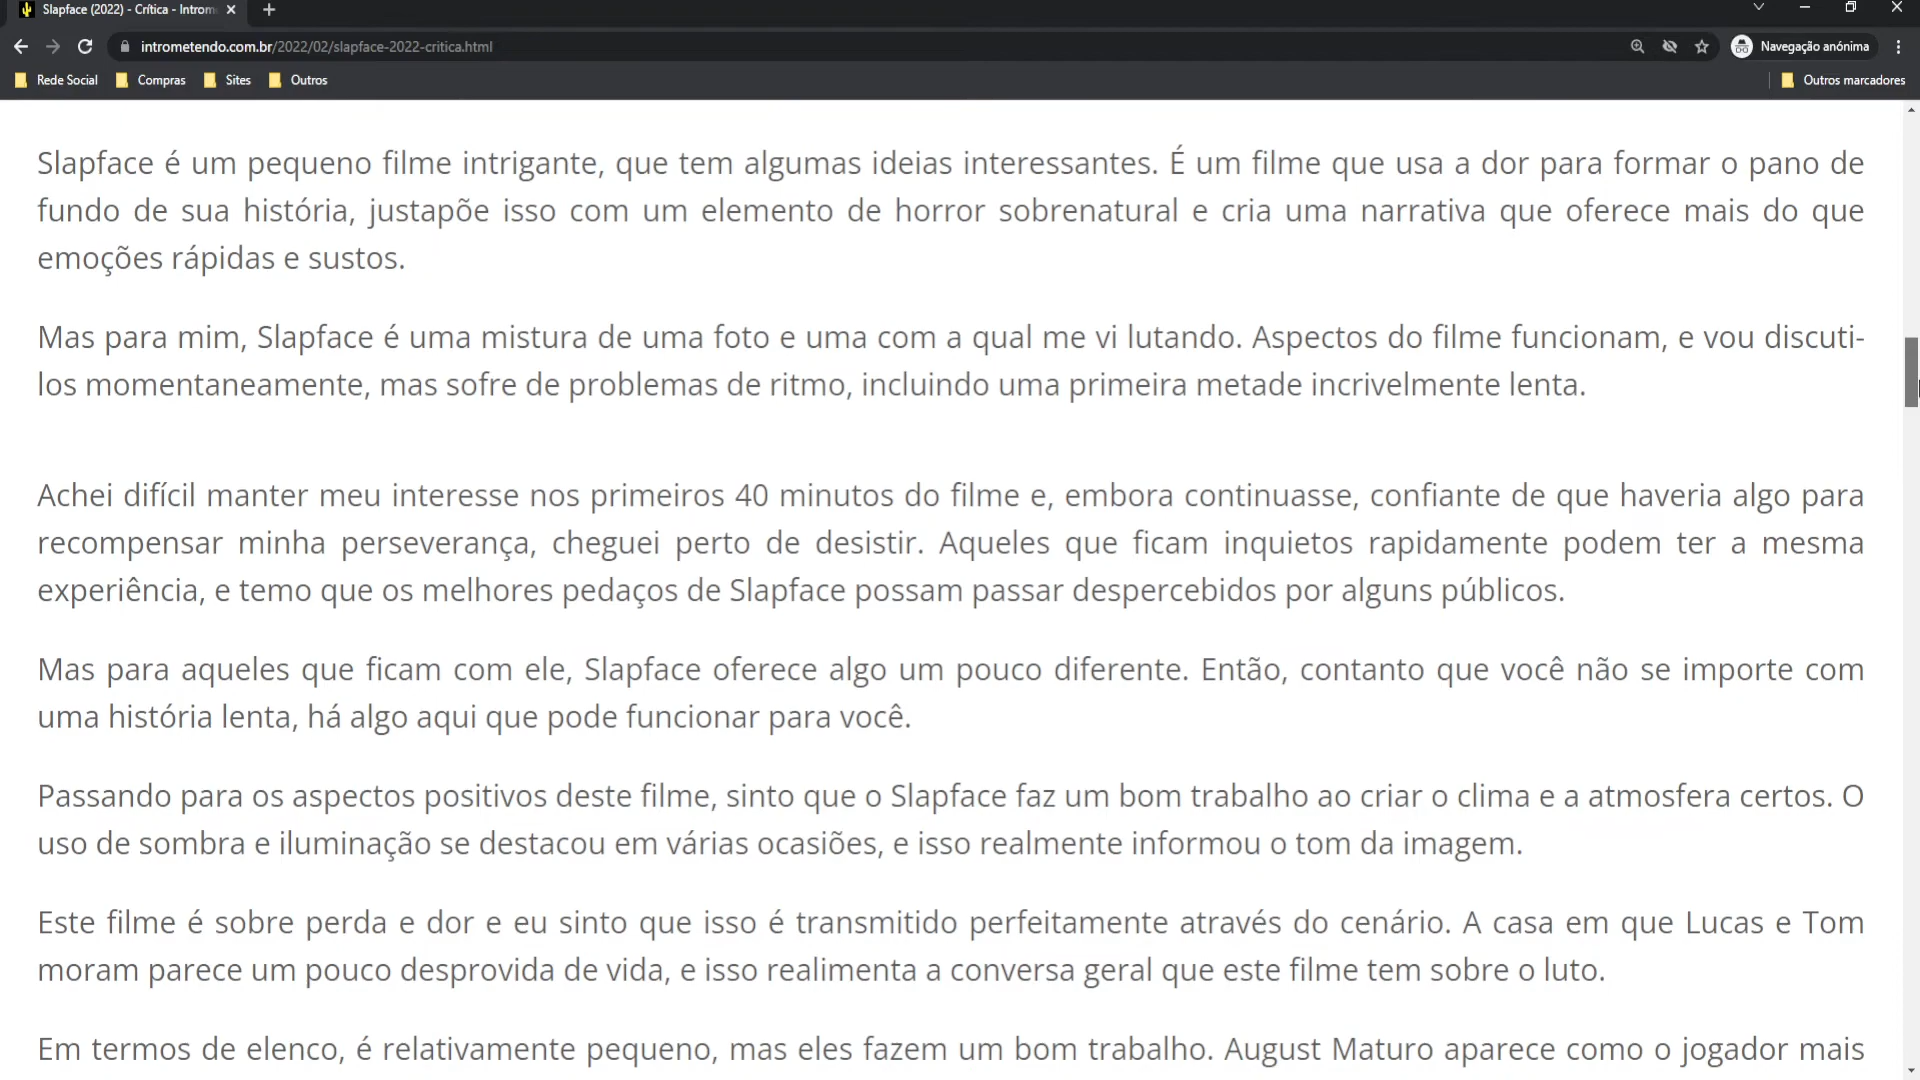 Slapface (2022) - Crítica - Introm
intrometendo.com.br/2022/02/slapface-2022-critica.html
Navegação anónima
Rede Social
Compras
Sites
Outros
Outros marcadores
Slapface é um pequeno filme intrigante, que tem algumas ideias interessantes. É um filme que usa a dor para formar o pano de
fundo de sua história, justapõe isso com um elemento de horror sobrenatural e cria uma narrativa que oferece mais do que
emoções rápidas e sustos.
Mas para mim, Slapface é uma mistura de uma foto e uma com a qual me vi lutando. Aspectos do filme funcionam, e vou discuti-
los momentaneamente, mas sofre de problemas de ritmo, incluindo uma primeira metade incrivelmente lenta.
Achei difícil manter meu interesse nos primeiros 40 minutos do filme e, embora continuasse, confiante de que haveria algo para
recompensar minha perseverança, cheguei perto de desistir. Aqueles que ficam inquietos rapidamente podem ter a mesma
experiência, e temo que os melhores pedaços de Slapface possam passar despercebidos por alguns públicos.
Mas para aqueles que ficam com ele, Slapface oferece algo um pouco diferente. Então, contanto que você não se importe com
uma história lenta, há algo aqui que pode funcionar para você.
Passando para os aspectos positivos deste filme, sinto que o Slapface faz um bom trabalho ao criar o clima e a atmosfera certos. O
uso de sombra e iluminação se destacou em várias ocasiões, e isso realmente informou o tom da imagem.
Este filme é sobre perda e dor e eu sinto que isso é transmitido perfeitamente através do cenário. A casa em que Lucas e Tom
moram parece um pouco desprovida de vida, e isso realimenta a conversa geral que este filme tem sobre o luto.
Em termos de elenco, é relativamente pequeno, mas eles fazem um bom trabalho. August Maturo aparece como o jogador mais